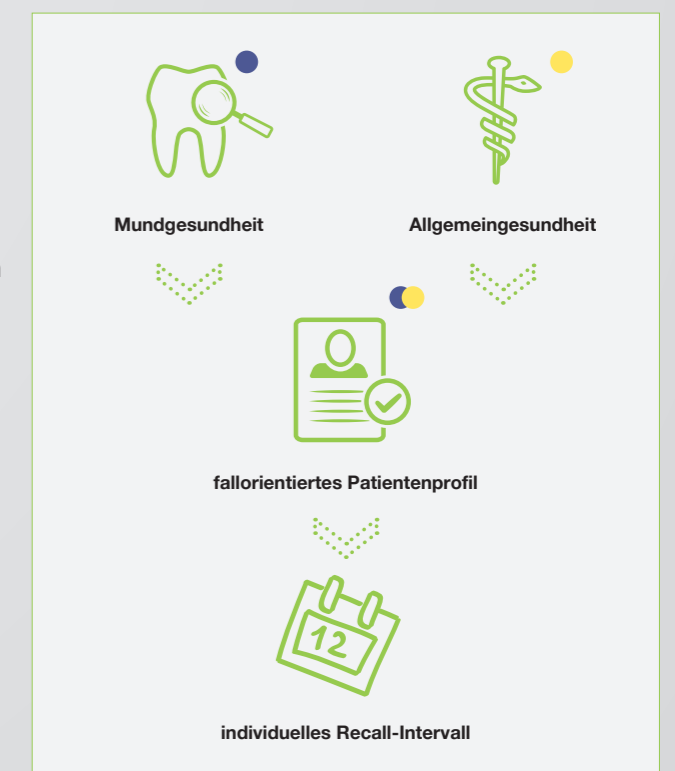 Mundgesundheit
Allgemeingesundheit
fallorientiertes Patientenprofil
12
individuelles Recall-Intervall